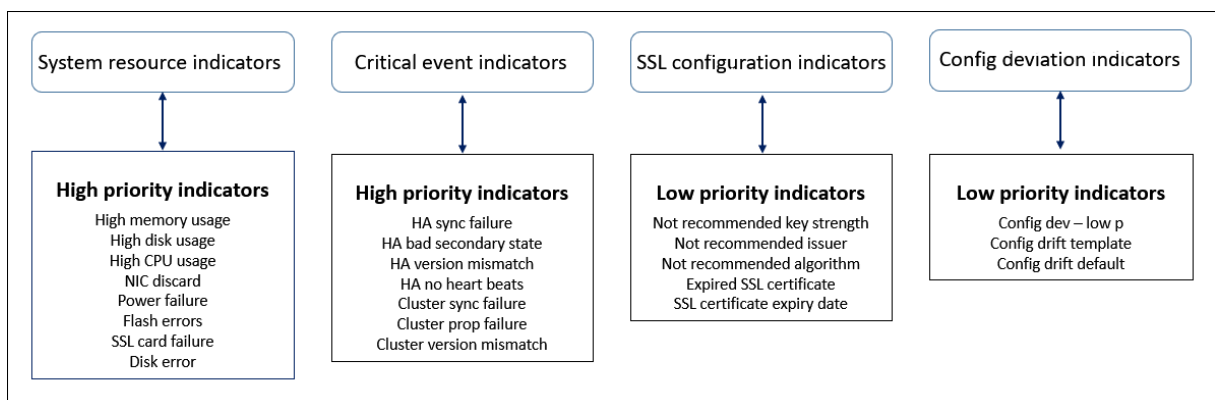 System resource indicators
Critical event indicators
SSL configuration indicators
Config deviation indicators
High priority indicators
High memory usage
High disk usage
High CPU usage
NIC discard
Power failure
Flash errors
SSL card failure
Disk error
High priority indicators
HA sync failure
HA bad secondary state
HA version mismatch
HA no heart beats
Cluster sync failure
Cluster prop failure
Cluster version mismatch
Low priority indicators
Not recommended key strength
Not recommended issuer
Not recommended algorithm
Expired SSL certificate
SSL certificate expiry date
Low priority indicators
Config dev – low p
Config drift template
Config drift default